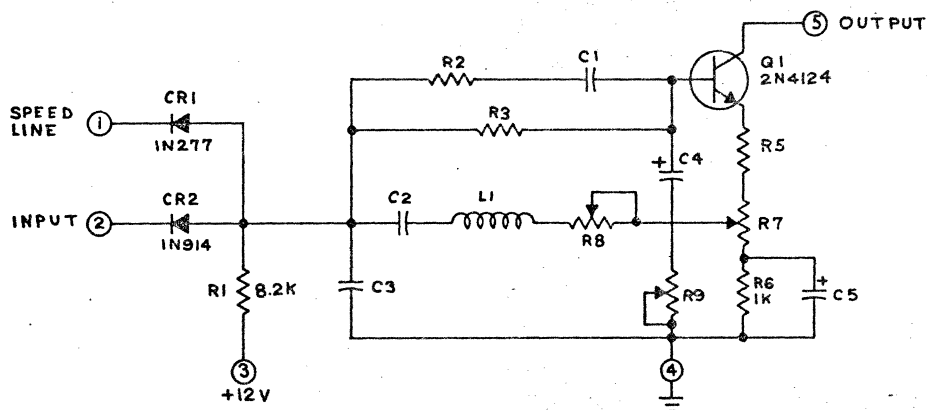 5 OUTPUT
Q1
2N4124
C1
R2
SPEED
LINE
1
CR1
1N277
R3
R5
C4
+
CR2
INPUT 2
1N914
C2
L1
R8
R7
R1 8.2K
C3
R9
R6
1K
+
C5
3
+12V
4